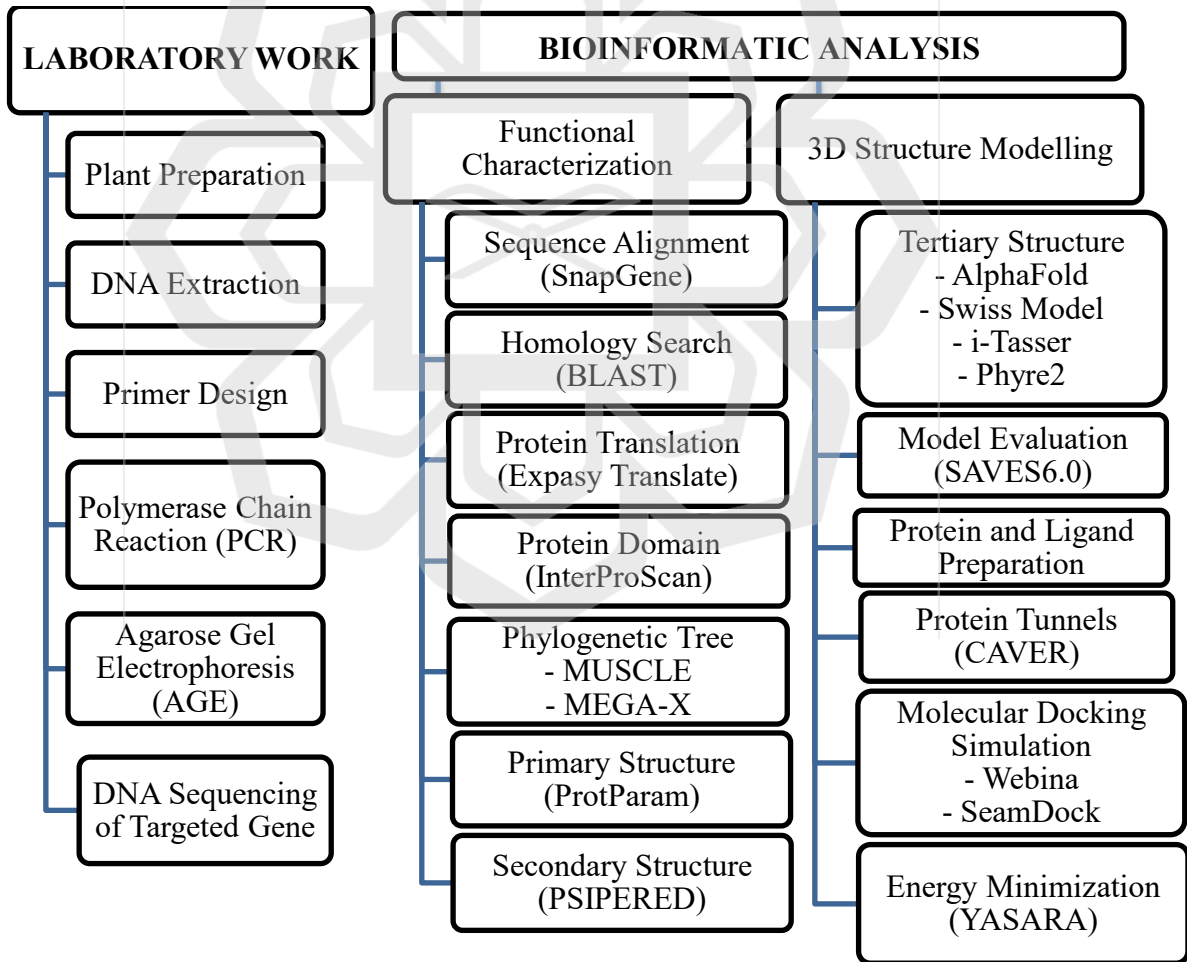 LABORATORY WORK
Plant Preparation
DNA Extraction
Primer Design
Polymerase Chain
Reaction (PCR)
Agarose Gel
Electrophoresis
(AGE)
DNA Sequencing
of Targeted Gene
BIOINFORMATIC ANALYSIS
Functional
Characterization
Sequence Alignment
(SnapGene)
Homology Search
(BLAST)
Protein Translation
(Expasy Translate)
Protein Domain
(InterProScan)
Phylogenetic Tree
- MUSCLE
- MEGA-X
Primary Structure
(ProtParam)
Secondary Structure
(PSIPERED)
3D Structure Modelling
Tertiary Structure
- AlphaFold
- Swiss Model
- i-Tasser
- Phyre2
Model Evaluation
(SAVES6.0)
Protein and Ligand
Preparation
Protein Tunnels
(CAVER)
Molecular Docking
Simulation
- Webina
- SeamDock
Energy Minimization
(YASARA)